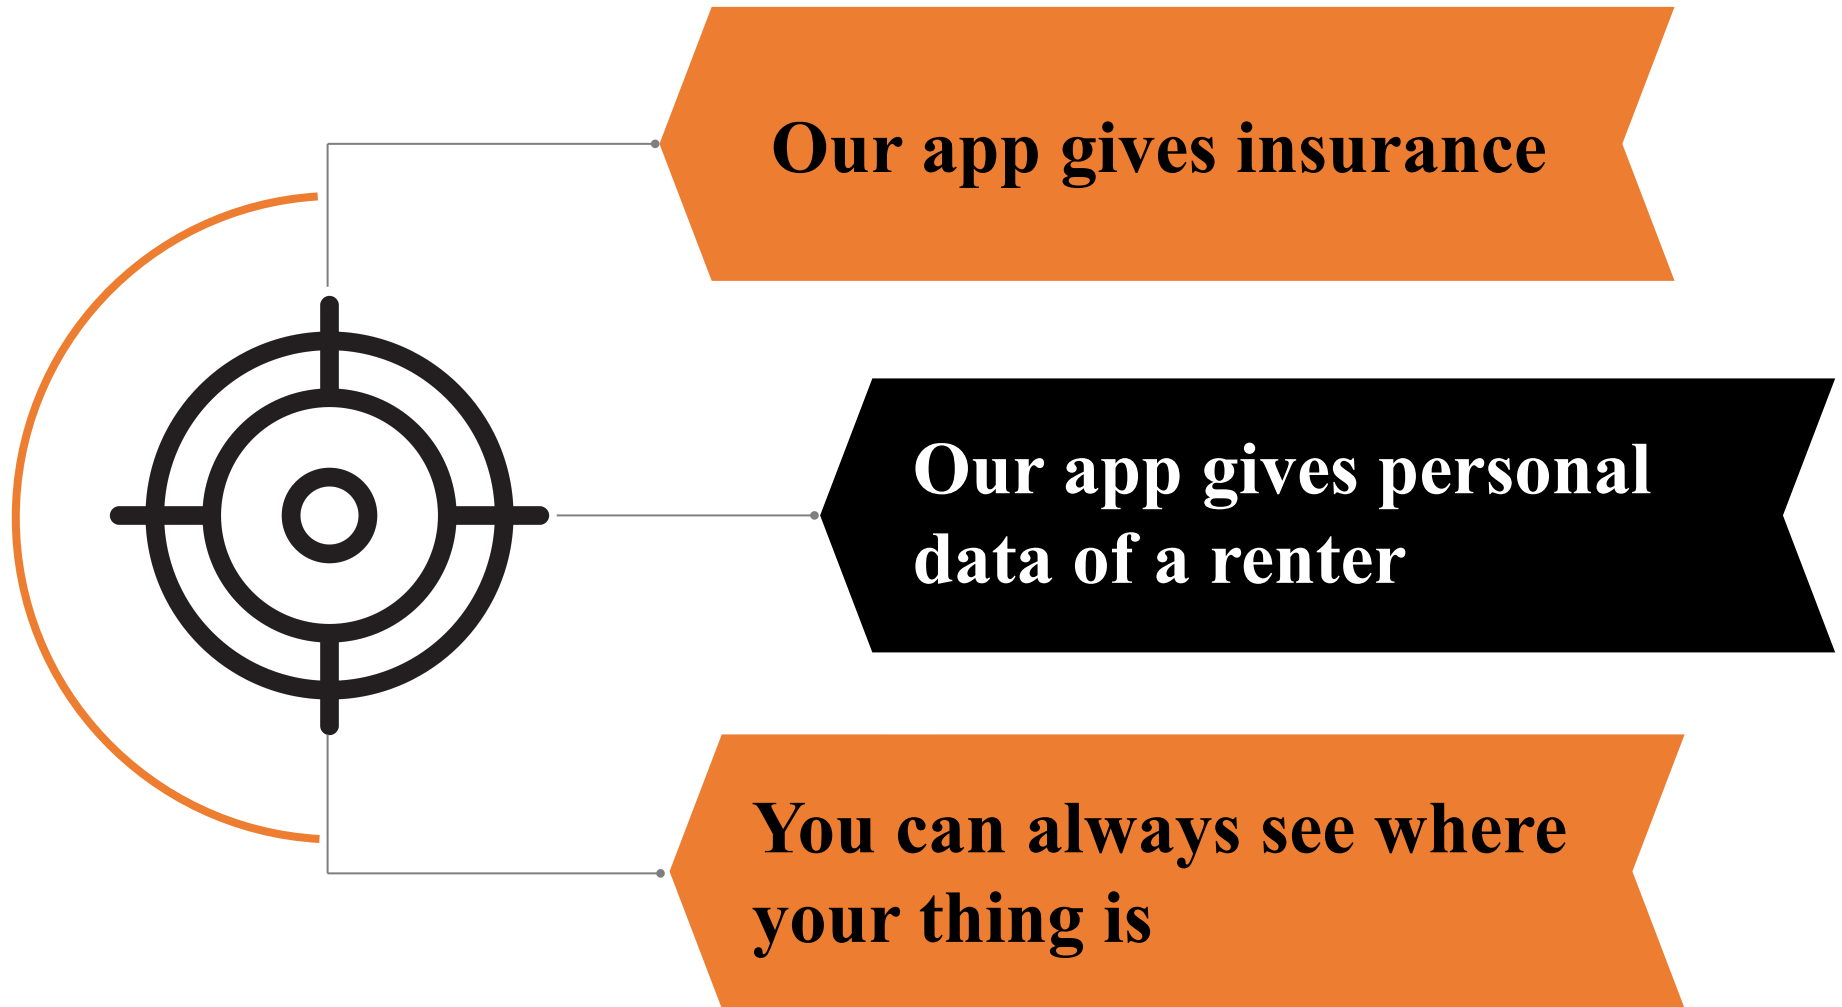 Our app gives insurance
Our app gives personal
data of a renter
You can always see where
your thing is